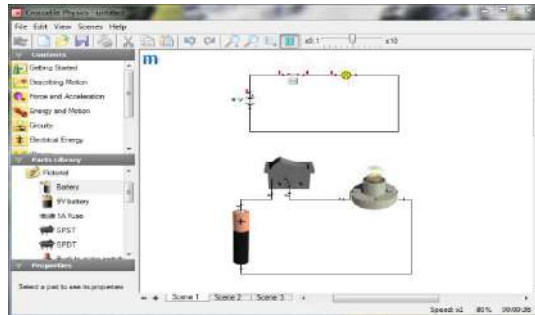 Crocodile Physics - untitled
File Edit View Scenes Help
x0.1 x10
Contents
Getting Started
Describing Motion
Force and Acceleration
Energy and Motion
Circuits
Electrical Energy
Parts Library
Pictorial
Battery
9V battery
1A Fuse
SPST
SPDT
Properties
Select a part to see its properties
m
9 V
Scene 1 Scene 2 Scene 3
Speed: x1 80%